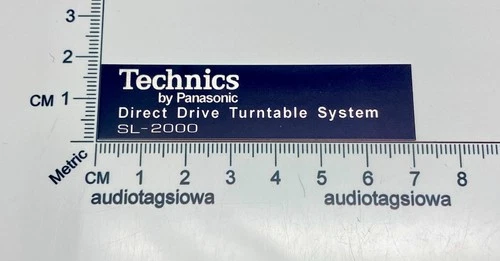 3
2
CM 1
Technics
by Panasonic
Direct Drive Turntable System
SL-2000
Metric
CM 1 2 3 4 5 6 7 8
audiotagsiowa audiotagsiowa